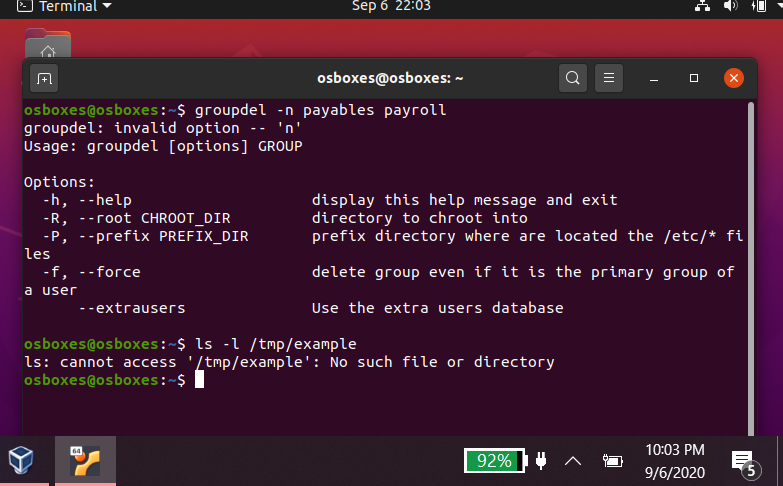 Terminal
Sep 6 22:03
osboxes@osboxes: ~
osboxes@osboxes:~$ groupdel -n payables payroll
groupdel: invalid option -- 'n'
Usage: groupdel [options] GROUP
Options:
-h, --help display this help message and exit
-R, --root CHROOT_DIR directory to chroot into
-P, --prefix PREFIX_DIR prefix directory where are located the /etc/* fi
les
-f, --force delete group even if it is the primary group of
a user
--extrausers Use the extra users database
osboxes@osboxes:~$ ls -l /tmp/example
ls: cannot access '/tmp/example': No such file or directory
osboxes@osboxes:~$
64
92%
10:03 PM
9/6/2020
5